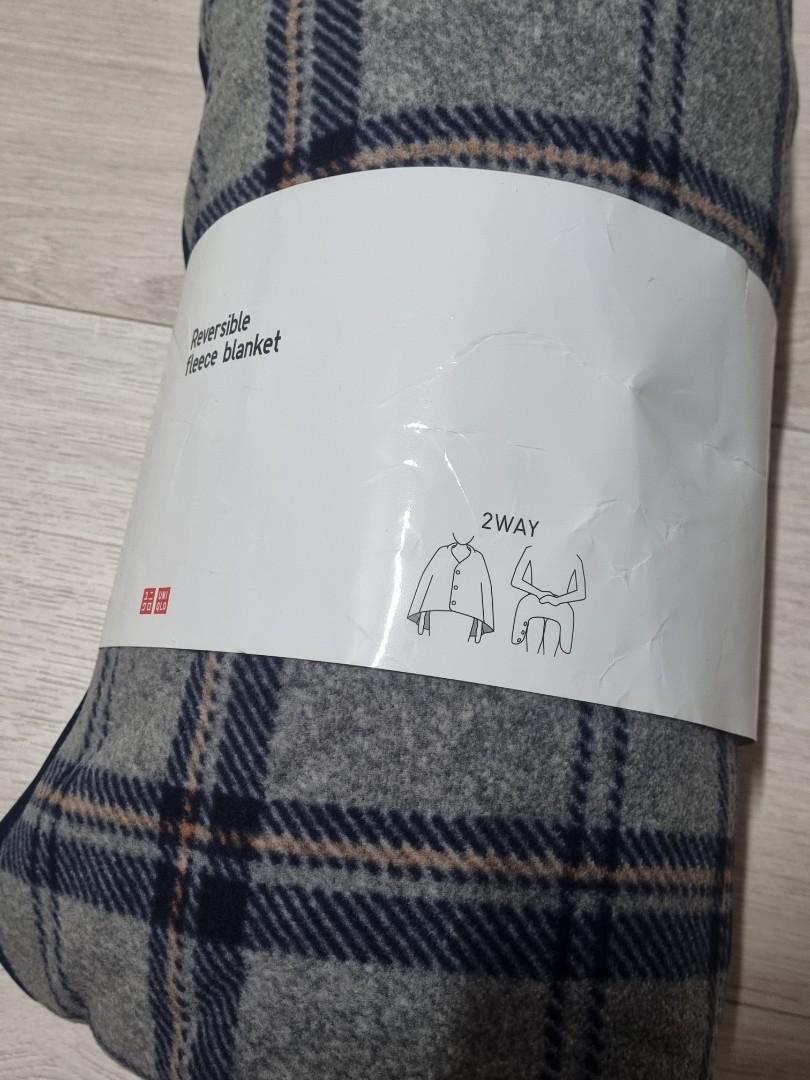 Reversible
fleece blanket
2WAY
ユニ UNI
クロ QLO